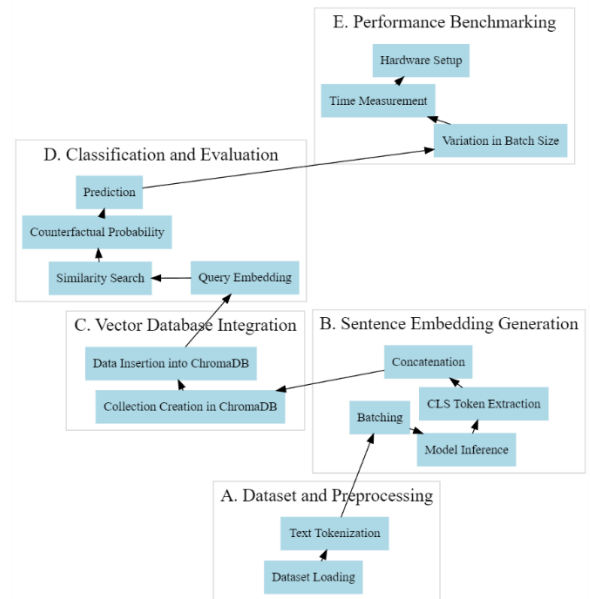 E. Performance Benchmarking
Hardware Setup
Time Measurement
Variation in Batch Size
D. Classification and Evaluation
Prediction
Counterfactual Probability
Similarity Search
Query Embedding
C. Vector Database Integration
Data Insertion into ChromaDB
Collection Creation in ChromaDB
B. Sentence Embedding Generation
Concatenation
CLS Token Extraction
Batching
Model Inference
A. Dataset and Preprocessing
Text Tokenization
Dataset Loading